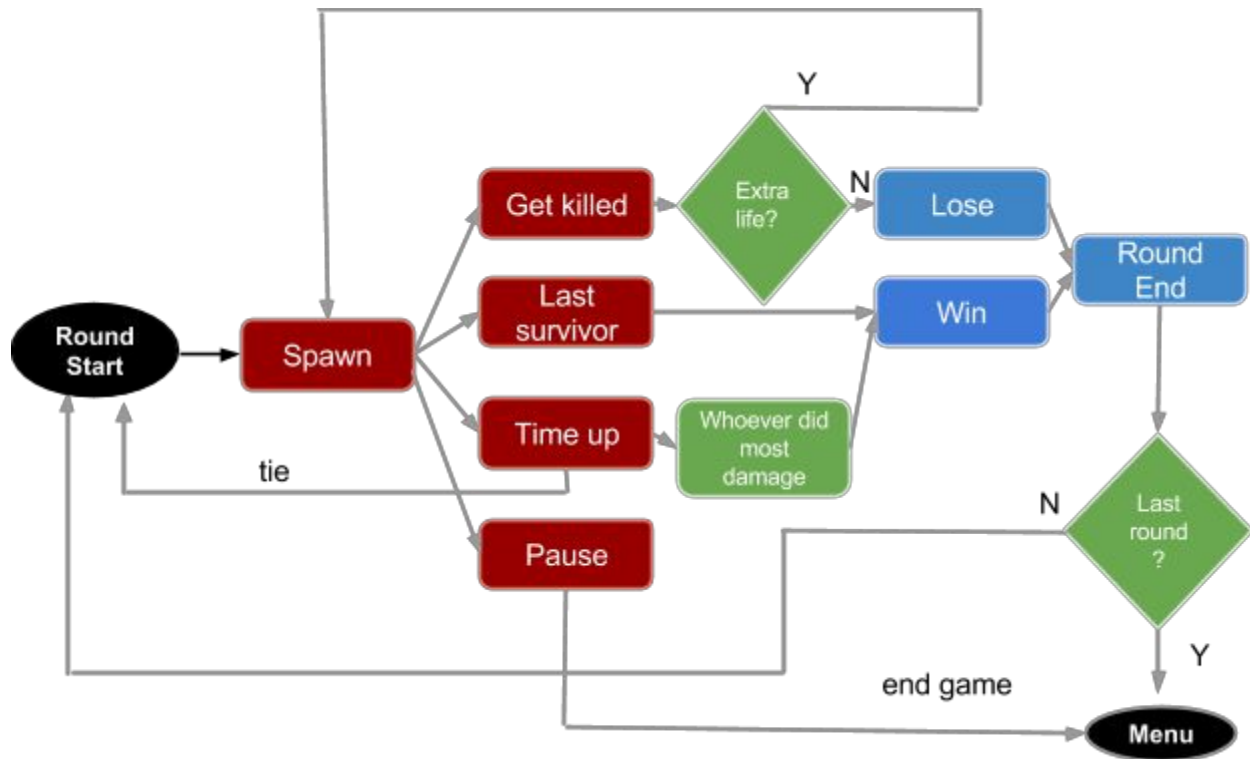 Y
Get killed
Extra
life?
N
Lose
Round
End
Last
survivor
Win
Round
Start
Spawn
Time up
Whoever did
most
damage
tie
N
Last
round
?
Pause
Y
end game
Menu